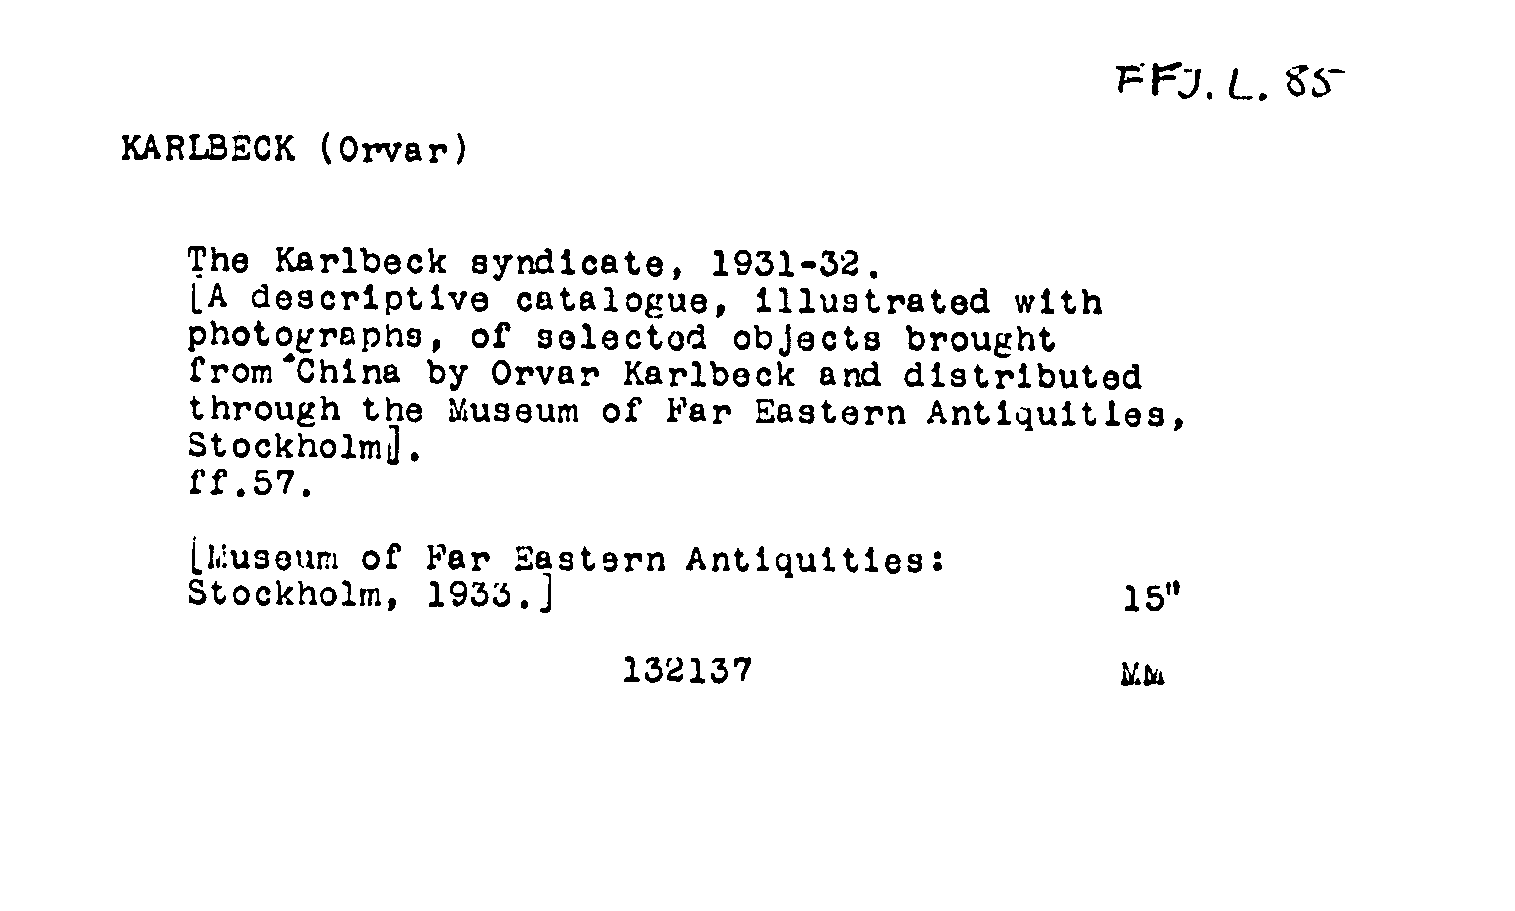 FFJ. L. 85
KARLBECK (Orvar)
The Karlbeck syndicate, 1931-32.
[A descriptive catalogue, illustrated with
photographs, of selected objects brought
from China by Orvar Karlbeck and distributed
through the Museum of Far Eastern Antiquities,
Stockholm].
ff.57.
[Museum of Far Eastern Antiquities:
Stockholm, 1933.]
15"
132137
MM